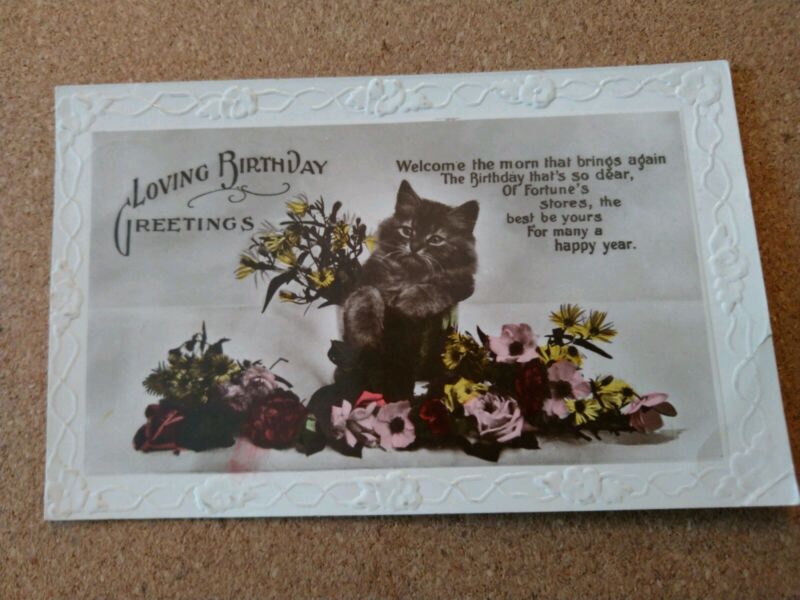 Loving Birthday
Greetings
Welcome the morn that brings again
The Birthday that's so dear,
Of Fortune's
stores, the
best be yours
For many a
happy year.